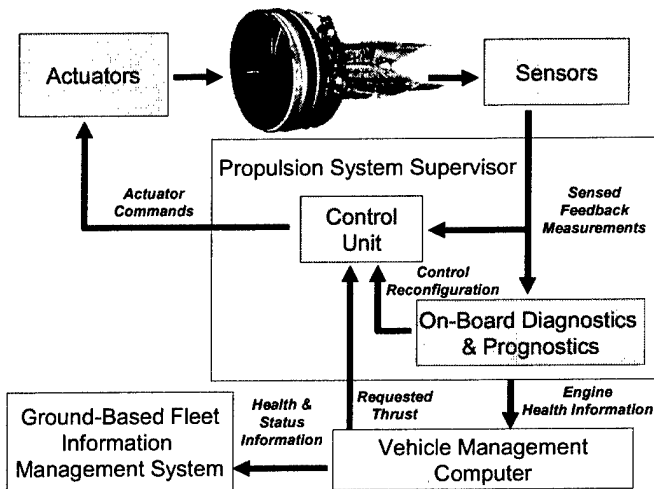 Actuators
Sensors
Propulsion System Supervisor
Actuator
Commands
Control
Unit
Sensed
Feedback
Measurements
Control
Reconfiguration
On-Board Diagnostics
& Prognostics
Ground-Based Fleet
Information
Management System
Health &
Status
Information
Requested
Thrust
Engine
Health Information
Vehicle Management
Computer